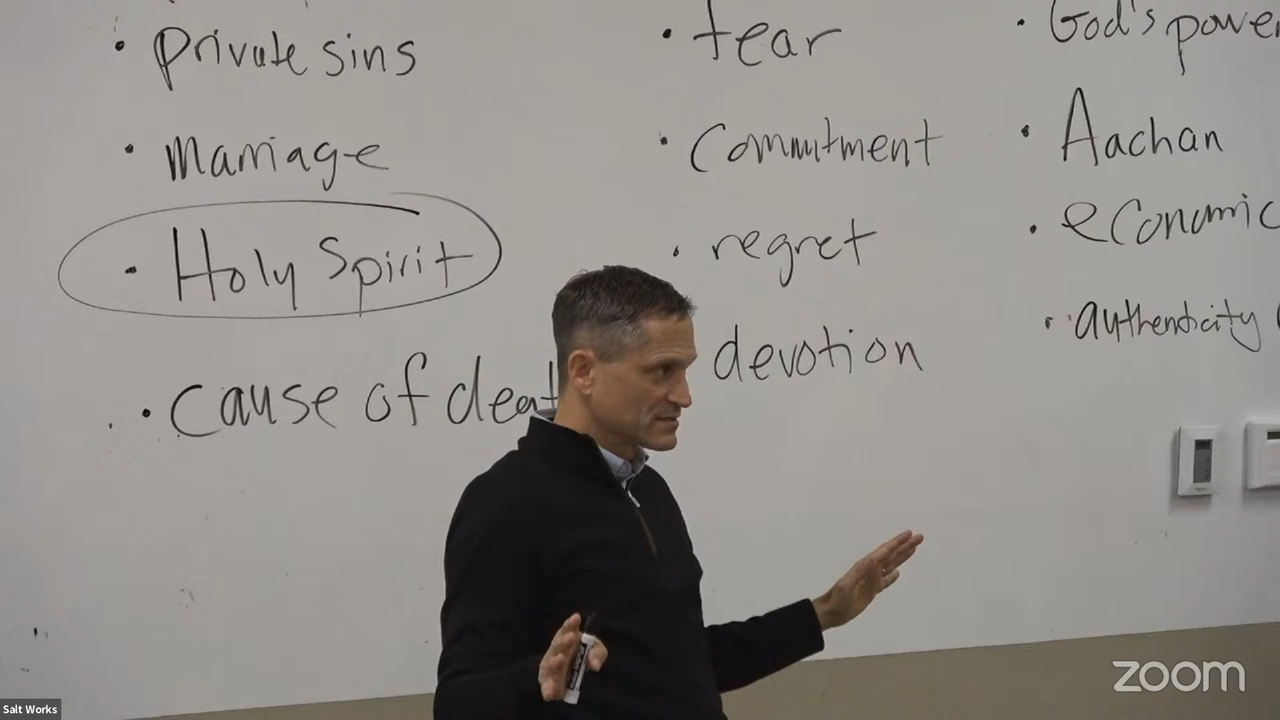 • private sins
• marriage
• Holy Spirit
• cause of deat
• fear
• commitment
• regret
devotion
• God's power
• Aachan
• economic
• authenticity
Salt Works
zoom